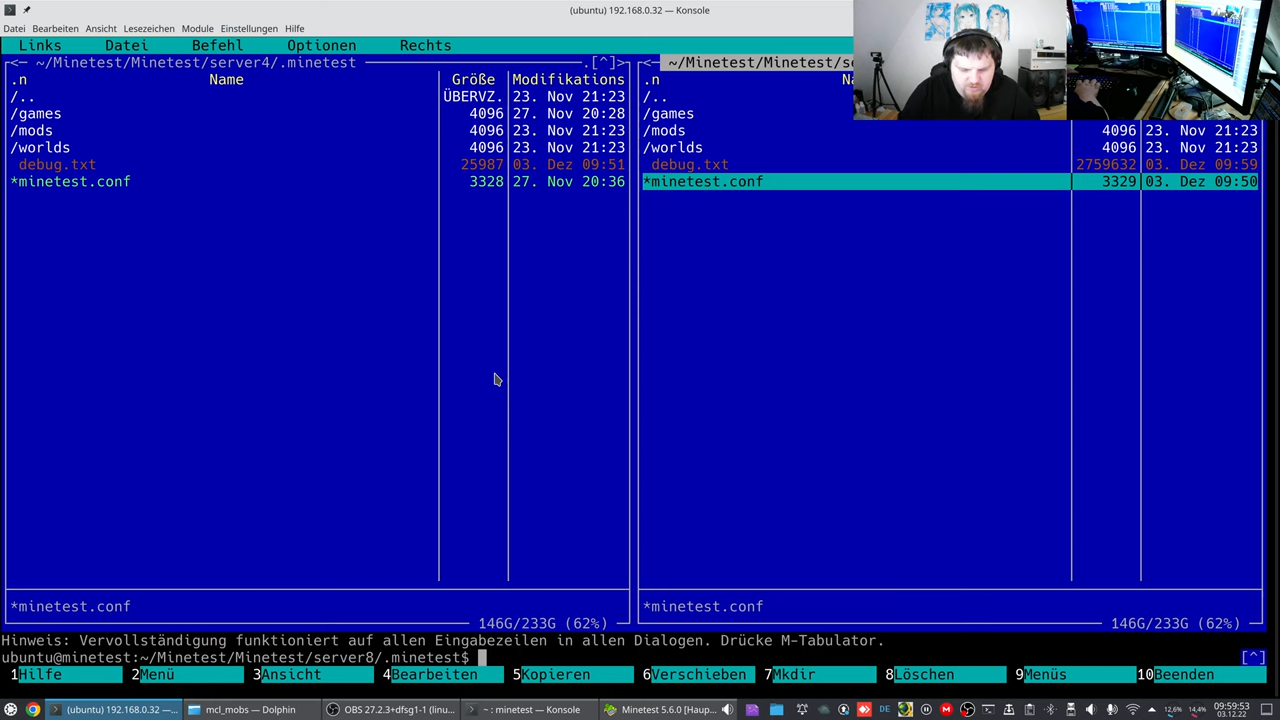 (ubuntu) 192.168.0.32 — Konsole
Datei Bearbeiten Ansicht Lesezeichen Module Einstellungen Hilfe
Links Datei Befehl Optionen Rechts
<─ ~/Minetest/Minetest/server4/.minetest .[^]>
.n Name Größe Modifikations
/.. ÜBERVZ. 23. Nov 21:23
/games 4096 27. Nov 20:28
/mods 4096 23. Nov 21:23
/worlds 4096 23. Nov 21:23
debug.txt 25987 03. Dez 09:51
*minetest.conf 3328 27. Nov 20:36
*minetest.conf
146G/233G (62%)
<─ ~/Minetest/Minetest/se
.n Na
/..
/games
/mods 4096 23. Nov 21:23
/worlds 4096 23. Nov 21:23
debug.txt 2759632 03. Dez 09:59
*minetest.conf 3329 03. Dez 09:50
*minetest.conf
146G/233G (62%)
Hinweis: Vervollständigung funktioniert auf allen Eingabezeilen in allen Dialogen. Drücke M-Tabulator.
ubuntu@minetest:~/Minetest/Minetest/server8/.minetest$ [^]
1Hilfe 2Menü 3Ansicht 4Bearbeiten 5Kopieren 6Verschieben 7Mkdir 8Löschen 9Menüs 10Beenden
(ubuntu) 192.168.0.32 —... mcl_mobs — Dolphin OBS 27.2.3+dfsg1-1 (linu... ~ : minetest — Konsole Minetest 5.6.0 [Haup... DE 12,6% 14,4% 09:59:53
03.12.22